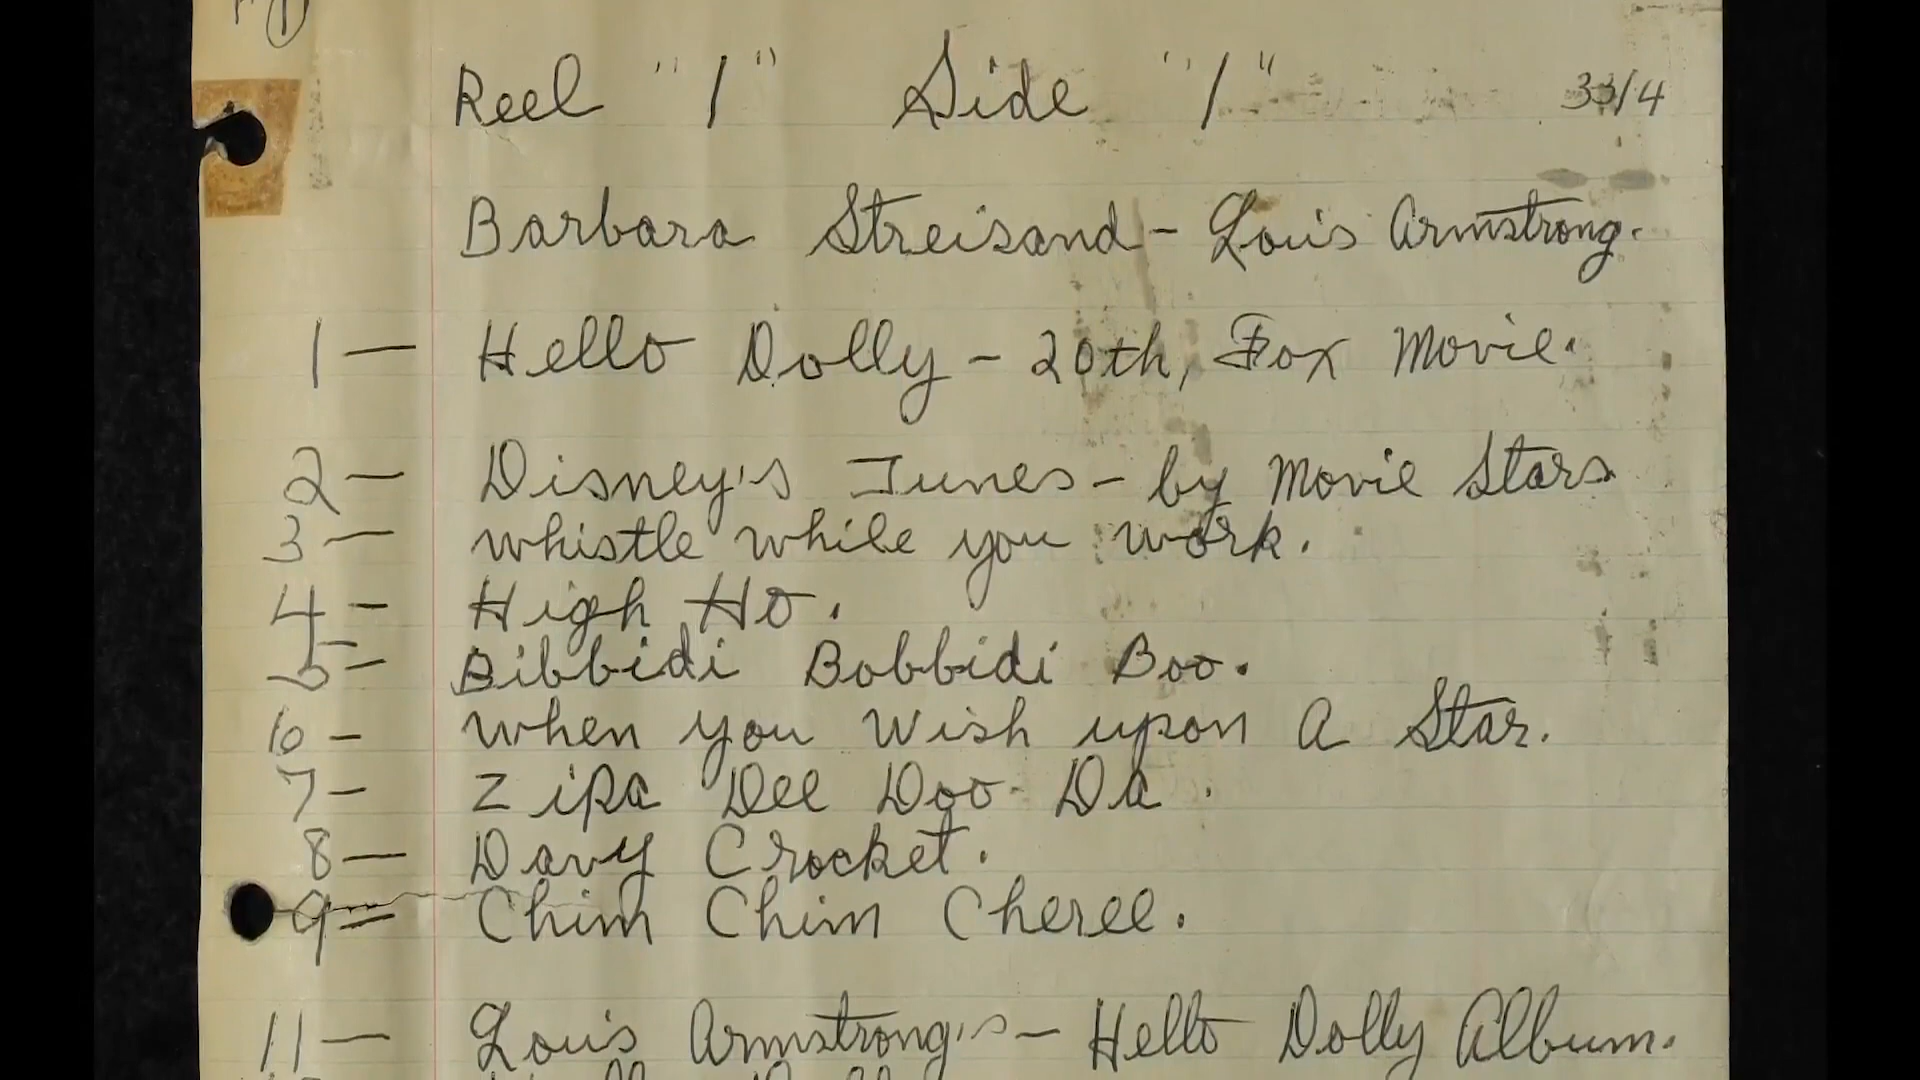 Reel "1" Side "1" 33/4
Barbara Streisand - Louis Armstrong.
1 — Hello Dolly - 20th, Fox Movie.
2 — Disney's Tunes - by Movie Stars
3 — whistle while you work.
4 — High Ho.
5 — Bibbidi Bobbidi Boo.
6 — when you Wish upon A Star.
7 — Zipa Dee Doo Da.
8 — Davy Crocket.
9 — Chim Chim Cheree.
11 — Louis Armstrong's - Hello Dolly Album.